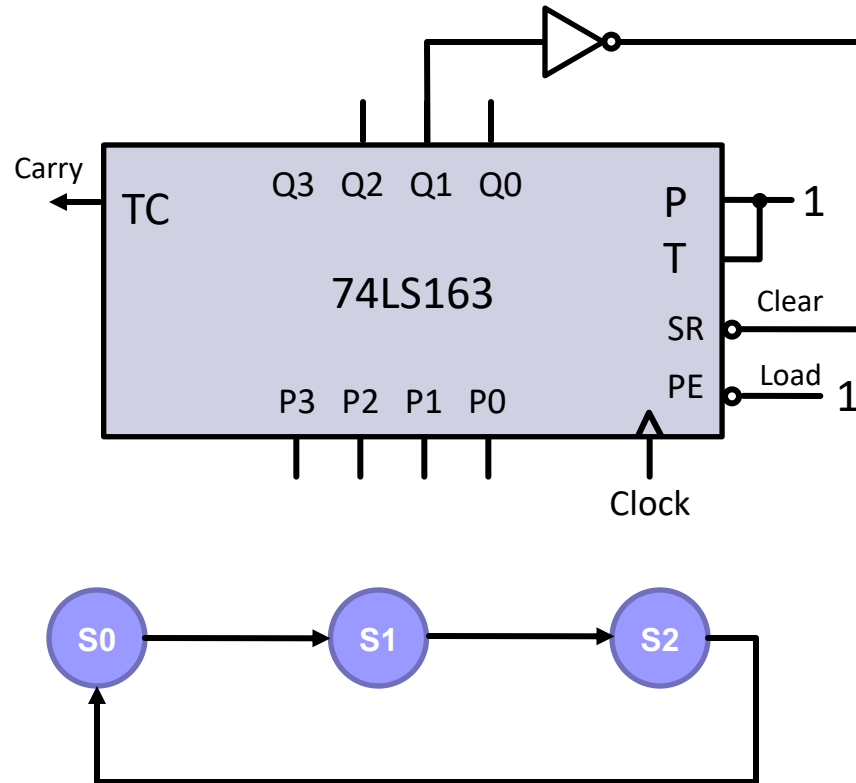 Carry
Q3 Q2 Q1 Q0
TC
P 1
T
74LS163
Clear
SR
Load
PE 1
P3 P2 P1 P0
Clock
S0 S1 S2